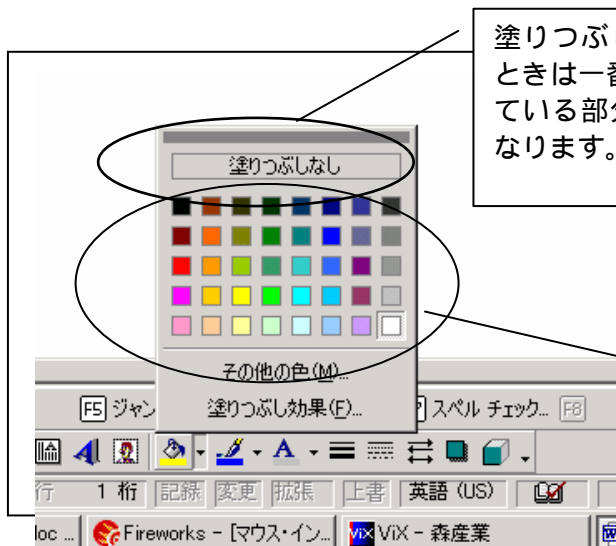 塗りつぶ
ときは一番
ている部分
なります。
塗りつぶしなし
その他の色(M)...
塗りつぶし効果(F)...
F5 ジャン
スペル チェック... F8
A
行 1 桁 記録 変更 拡張 上書 英語 (US)
loc ... Fireworks - [マウス・イン... ViX ViX - 森産業